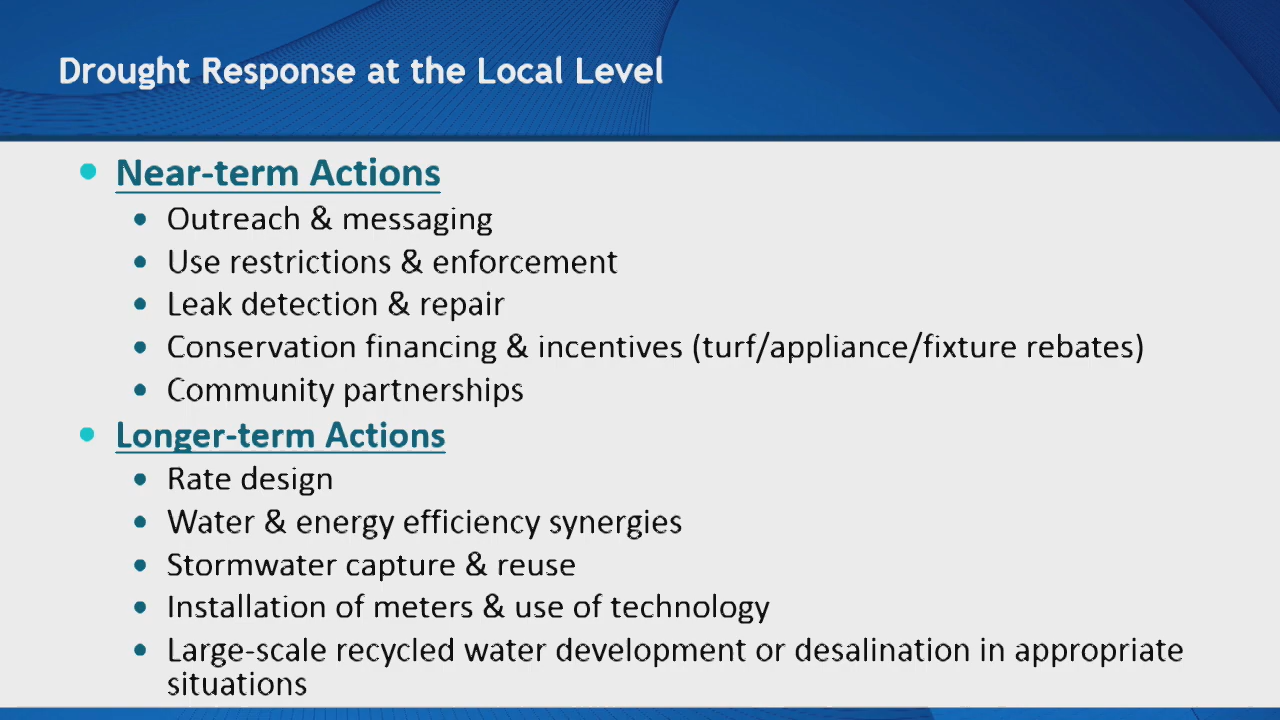 Drought Response at the Local Level
Near-term Actions
Outreach & messaging
Use restrictions & enforcement
Leak detection & repair
Conservation financing & incentives (turf/appliance/fixture rebates)
Community partnerships
Longer-term Actions
Rate design
Water & energy efficiency synergies
Stormwater capture & reuse
Installation of meters & use of technology
Large-scale recycled water development or desalination in appropriate
situations